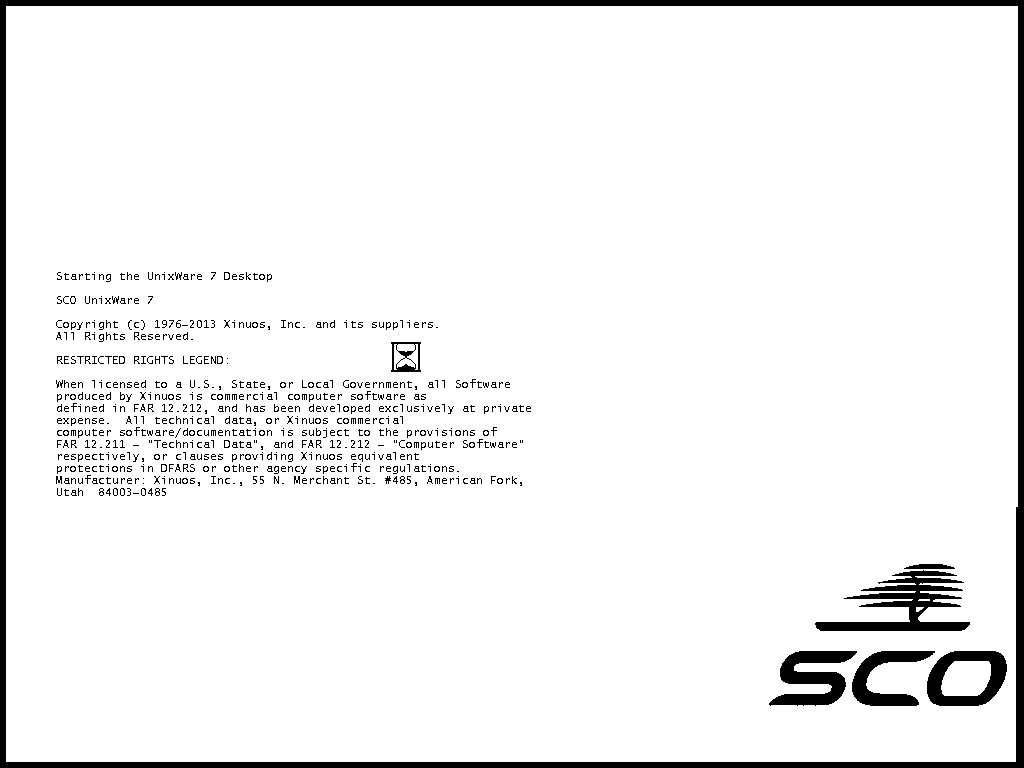 Starting the UnixWare 7 Desktop
SCO UnixWare 7
Copyright (c) 1976-2013 Xinuos, Inc. and its suppliers.
All Rights Reserved.
RESTRICTED RIGHTS LEGEND:
When licensed to a U.S., State, or Local Government, all Software
produced by Xinuos is commercial computer software as
defined in FAR 12.212, and has been developed exclusively at private
expense.  All technical data, or Xinuos commercial
computer software/documentation is subject to the provisions of
FAR 12.211 - "Technical Data", and FAR 12.212 - "Computer Software"
respectively, or clauses providing Xinuos equivalent
protections in DFARS or other agency specific regulations.
Manufacturer: Xinuos, Inc., 55 N. Merchant St. #485, American Fork,
Utah  84003-0485
SCO